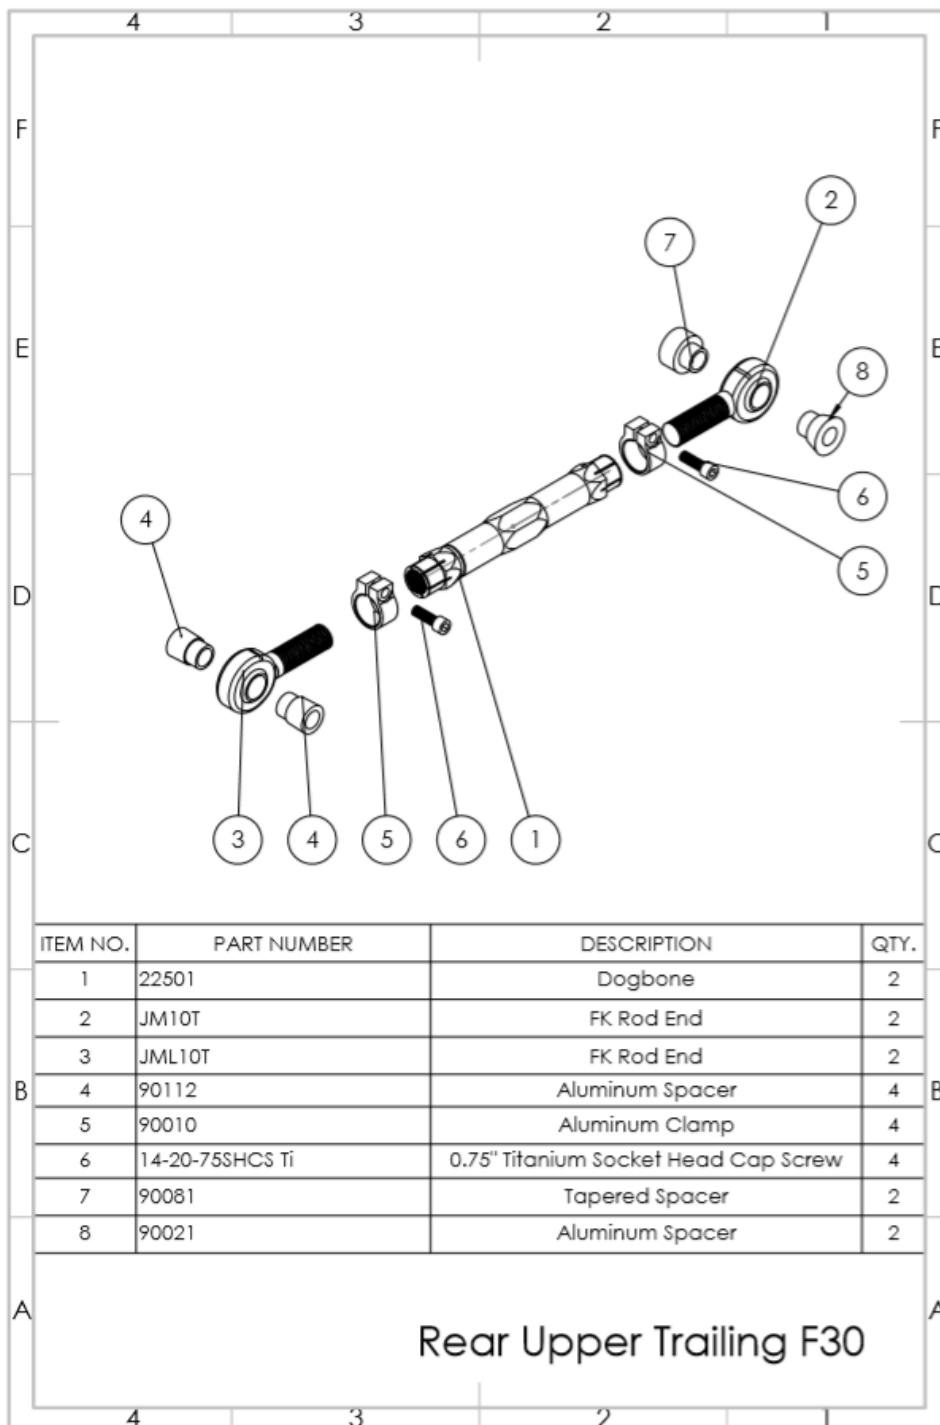 4 3 2 1
F F
2
7
E E
8
6
4
5
D D
3 4 5 6 1
C C
ITEM NO. PART NUMBER DESCRIPTION QTY.
1 22501 Dogbone 2
2 JM10T FK Rod End 2
3 JML10T FK Rod End 2
B B
4 90112 Aluminum Spacer 4
5 90010 Aluminum Clamp 4
6 14-20-75SHCS Ti 0.75" Titanium Socket Head Cap Screw 4
7 90081 Tapered Spacer 2
8 90021 Aluminum Spacer 2
A A
Rear Upper Trailing F30
4 3 2